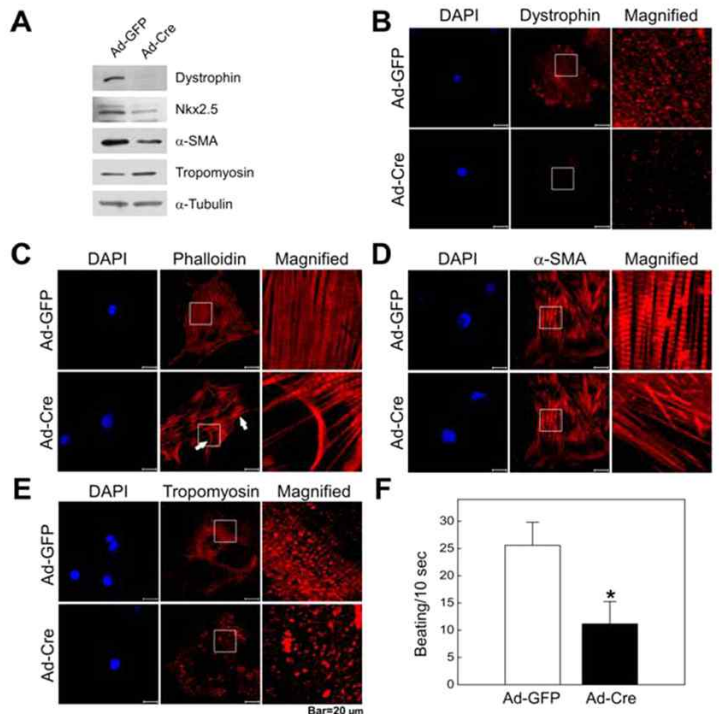 A
Ad-GFP
Ad-Cre
Dystrophin
Nkx2.5
α-SMA
Tropomyosin
α-Tubulin
B
DAPI Dystrophin Magnified
Ad-GFP
Ad-Cre
C
DAPI Phalloidin Magnified
Ad-GFP
Ad-Cre
D
DAPI α-SMA Magnified
Ad-GFP
Ad-Cre
E
DAPI Tropomyosin Magnified
Ad-GFP
Ad-Cre
Bar=20 um
F
Beating/10 sec
30
25
20
15
10
5
0
*
Ad-GFP Ad-Cre